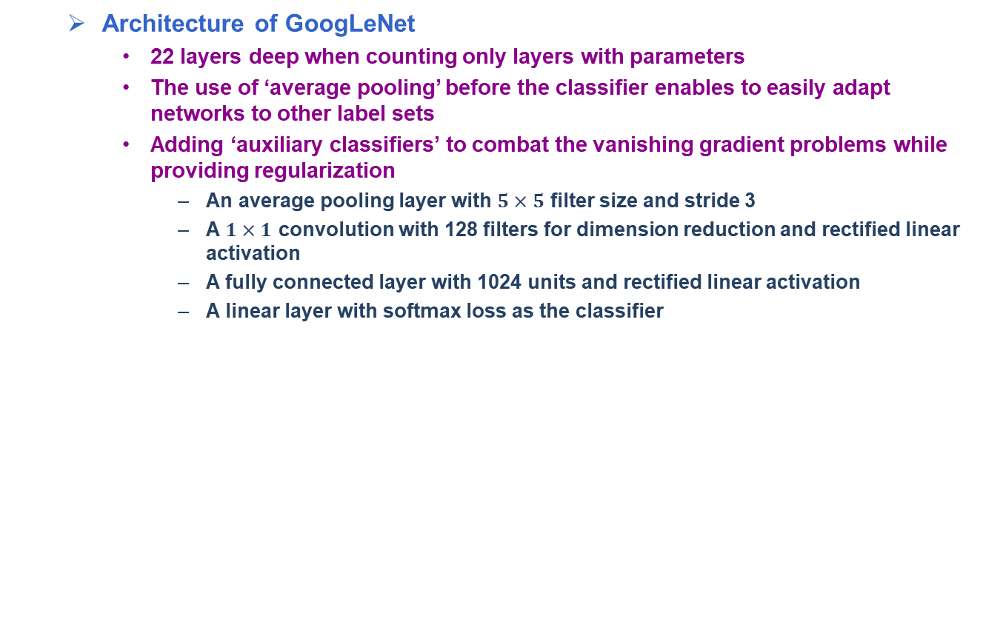 ➢ Architecture of GoogLeNet
• 22 layers deep when counting only layers with parameters
• The use of ‘average pooling’ before the classifier enables to easily adapt
networks to other label sets
• Adding ‘auxiliary classifiers’ to combat the vanishing gradient problems while
providing regularization
– An average pooling layer with 5 × 5 filter size and stride 3
– A 1 × 1 convolution with 128 filters for dimension reduction and rectified linear
activation
– A fully connected layer with 1024 units and rectified linear activation
– A linear layer with softmax loss as the classifier